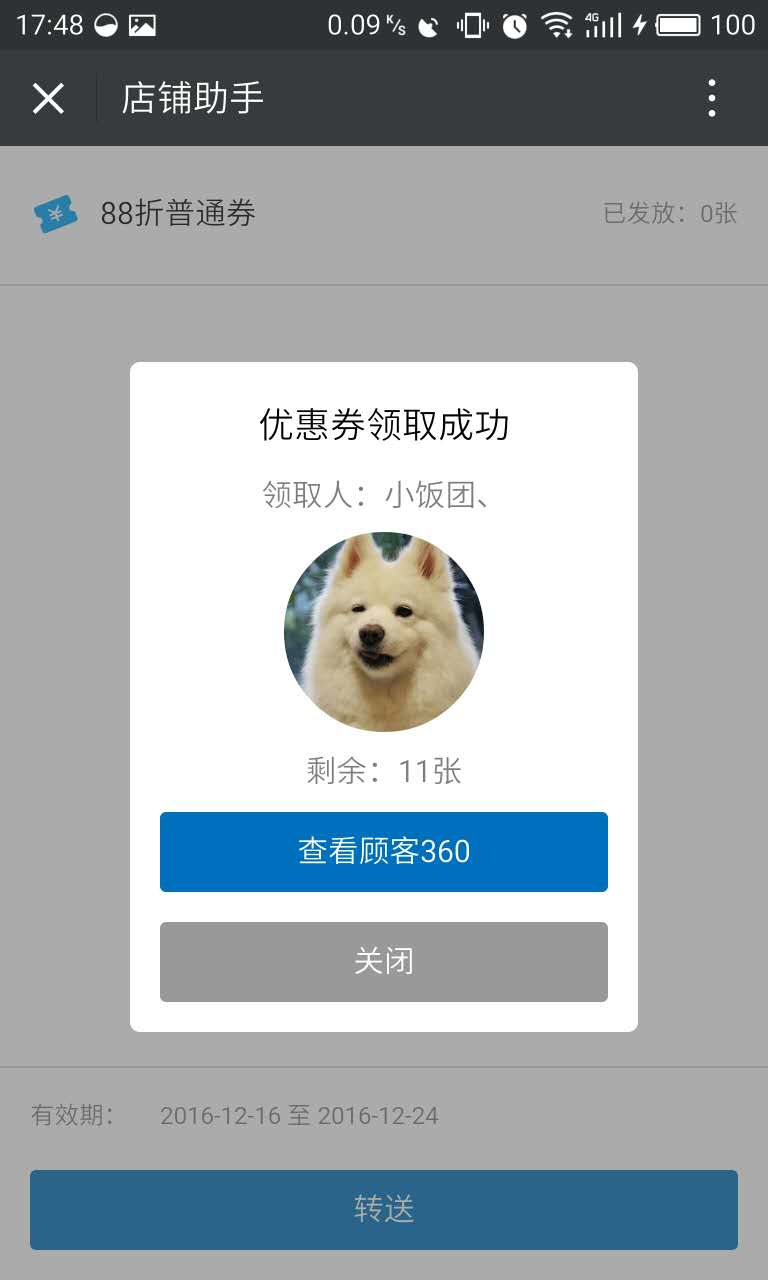 17:48 0.09 K/s 4G 100
店铺助手
88折普通券 已发放：0张
优惠券领取成功
领取人：小饭团、
剩余：11张
查看顾客360
关闭
有效期： 2016-12-16 至 2016-12-24
转送